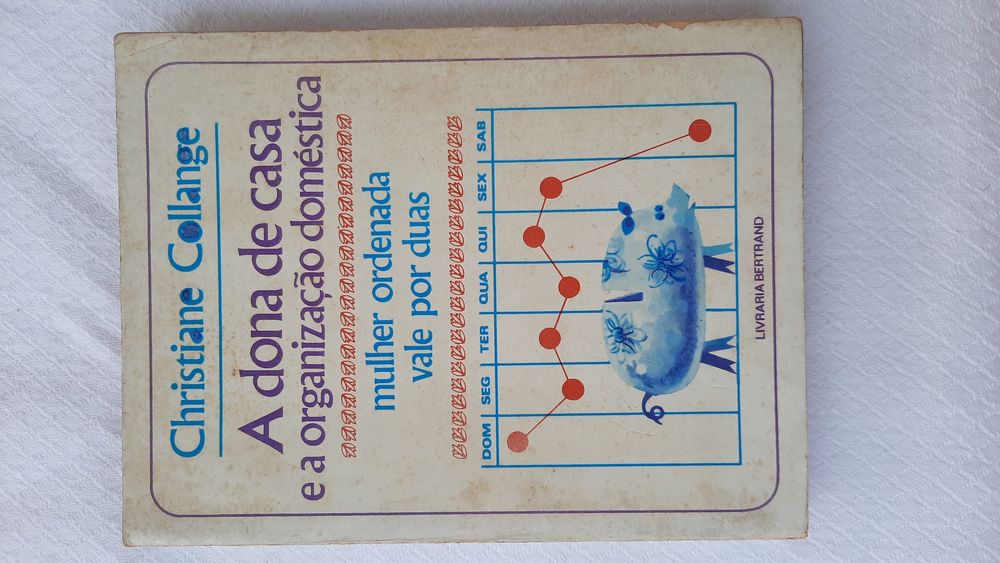 Christiane Collange
A dona de casa
e a organização doméstica
mulher ordenada
vale por duas
DOM SEG TER QUA QUI SEX SAB
LIVRARIA BERTRAND